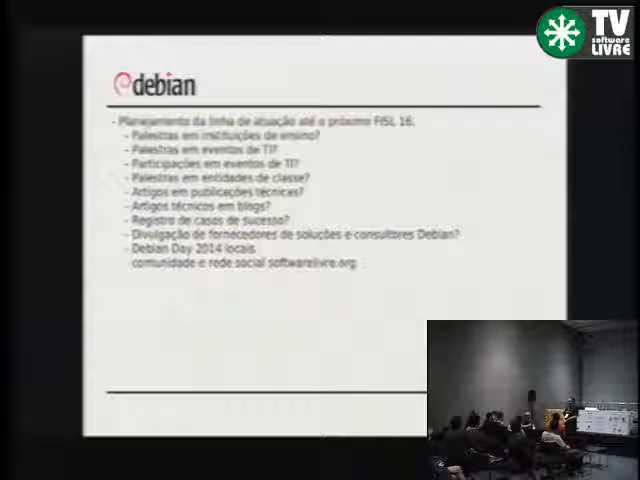 TV
software
LIVRE
debian
- Planejamento da linha de atuação até o próximo FISL 16.
- Palestras em instituições de ensino?
- Palestras em eventos de TI?
- Participações em eventos de TI?
- Palestras em entidades de classe?
- Artigos em publicações técnicas?
- Artigos técnicos em blogs?
- Registro de casos de sucesso?
- Divulgação de fornecedores de soluções e consultores Debian?
- Debian Day 2014 locais
comunidade e rede social softwarelivre.org